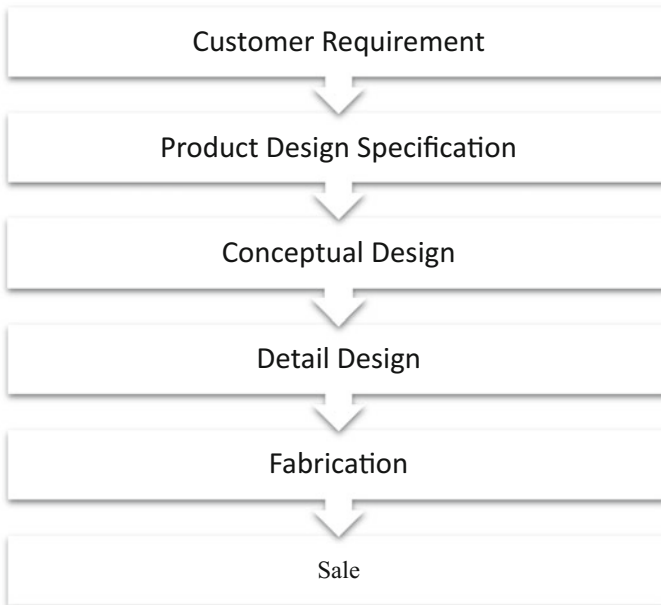 Customer Requirement
Product Design Specification
Conceptual Design
Detail Design
Fabrication
Sale